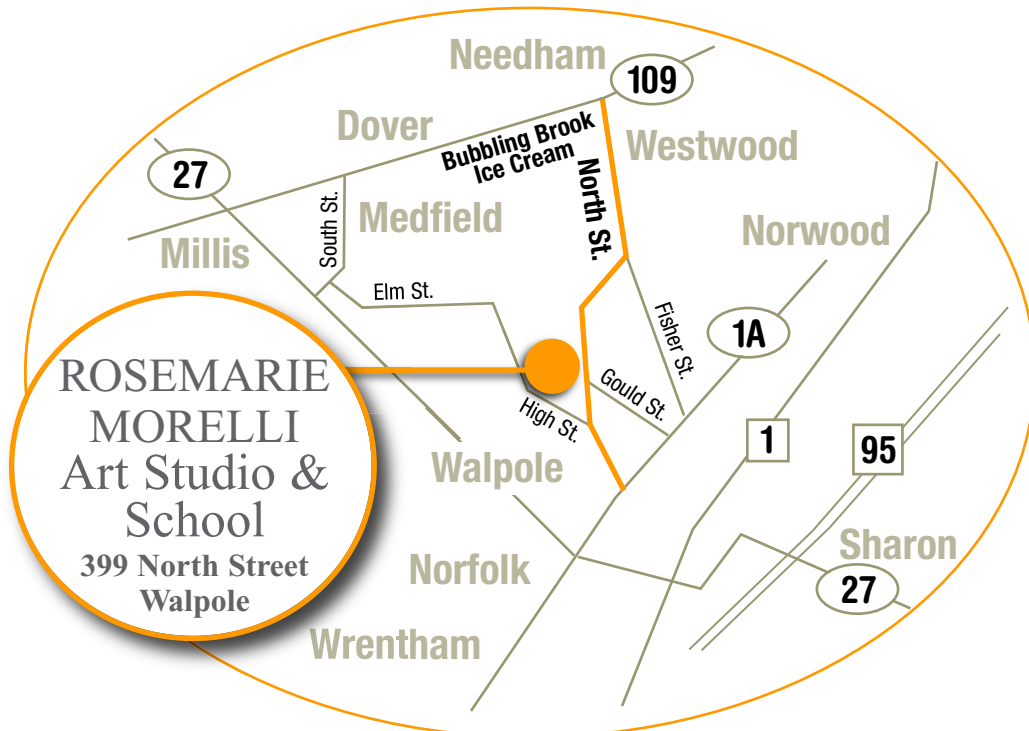 Needham
109
Dover
Bubbling Brook
Ice Cream
Westwood
27
South St.
Medfield
North St.
Norwood
Millis
Elm St.
Fisher St.
1A
ROSEMARIE
MORELLI
Art Studio &
School
399 North Street
Walpole
Gould St.
High St.
1
95
Walpole
Norfolk
Sharon
27
Wrentham